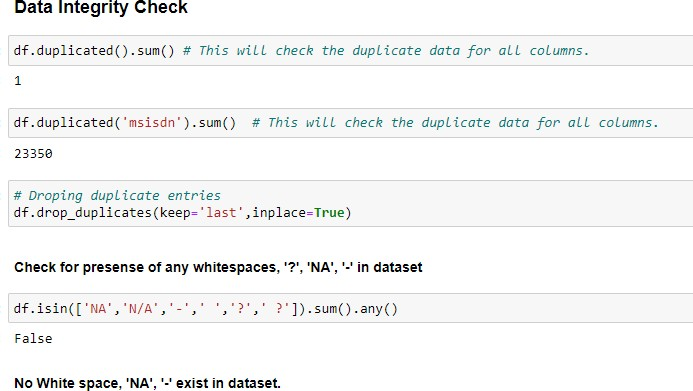 Data Integrity Check
df.duplicated().sum() # This will check the duplicate data for all columns.
1
df.duplicated('msisdn').sum()  # This will check the duplicate data for all columns.
23350
# Droping duplicate entries
df.drop_duplicates(keep='last',inplace=True)
Check for presense of any whitespaces, '?', 'NA', '-' in dataset
df.isin(['NA','N/A','-',' ','?',' ?']).sum().any()
False
No White space, 'NA', '-' exist in dataset.